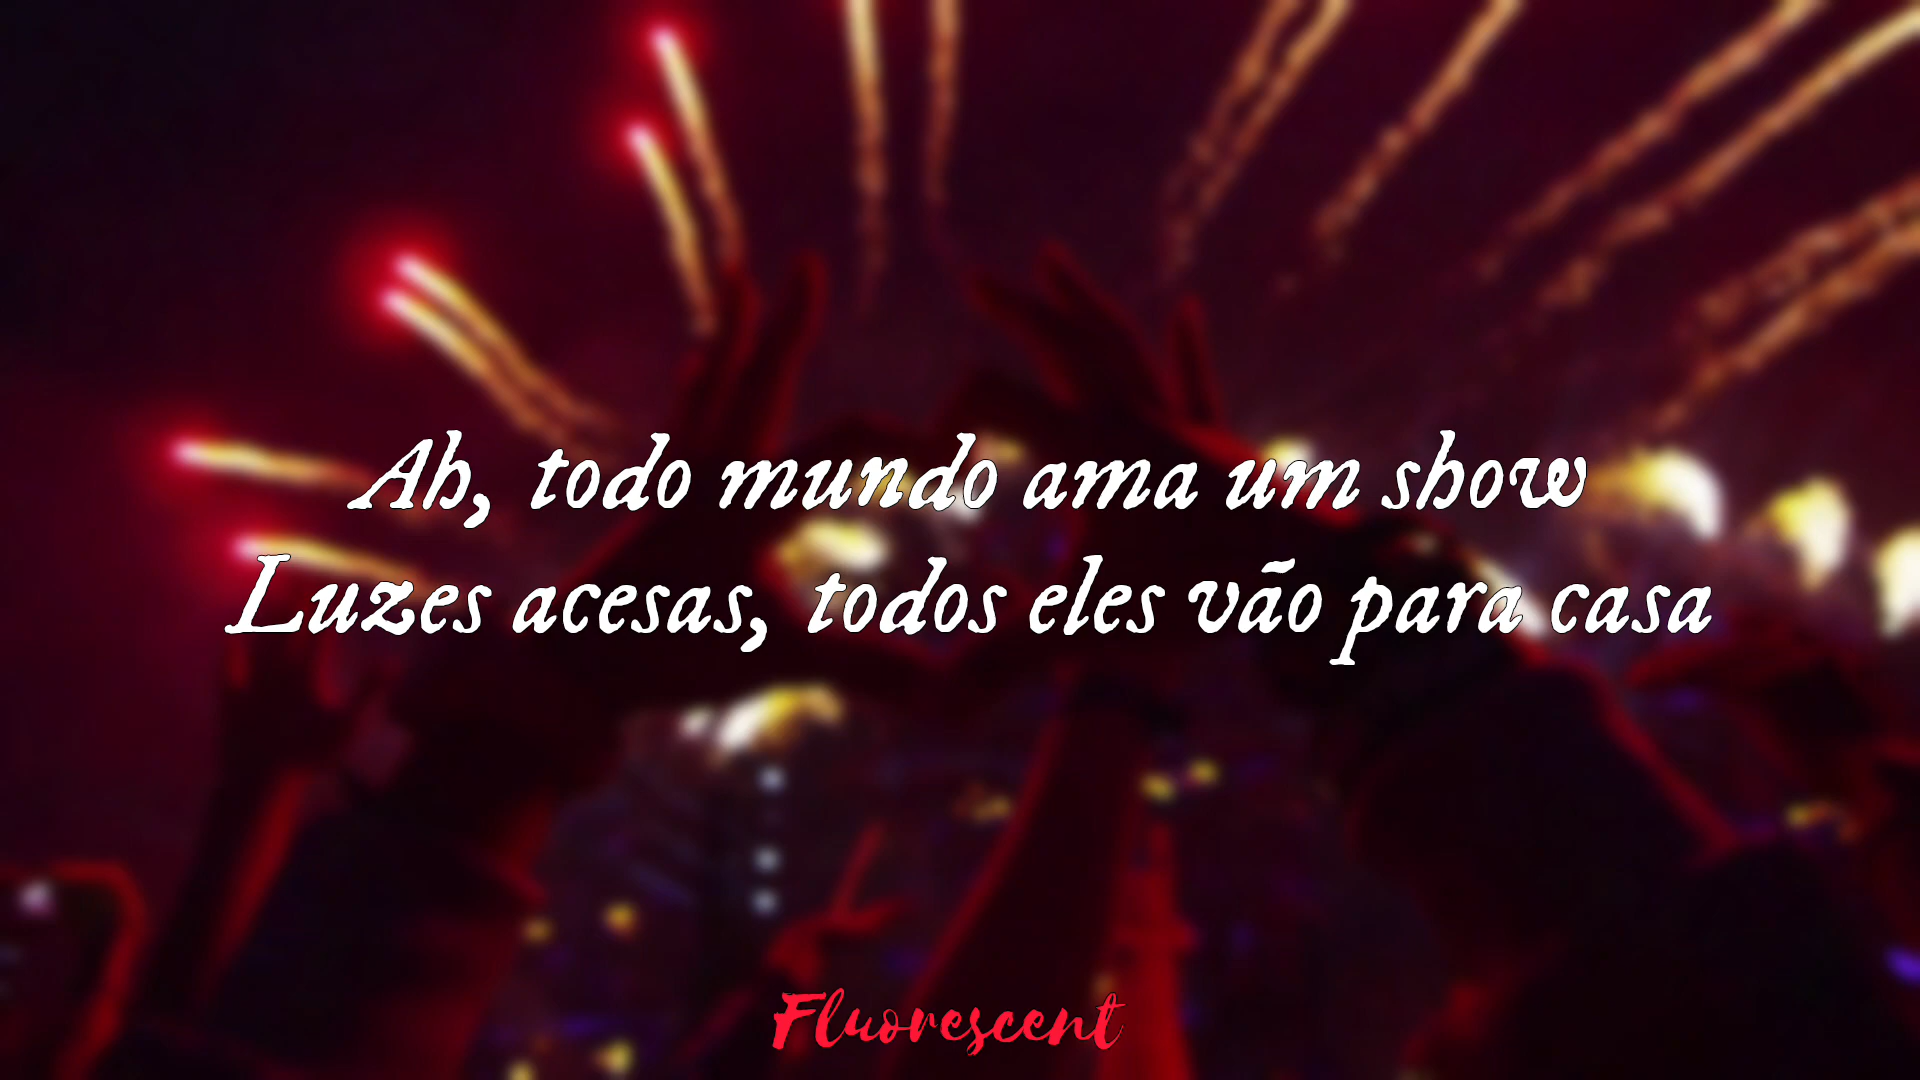 Ah, todo mundo ama um show
Luzes acesas, todos eles vão para casa
Fluorescent